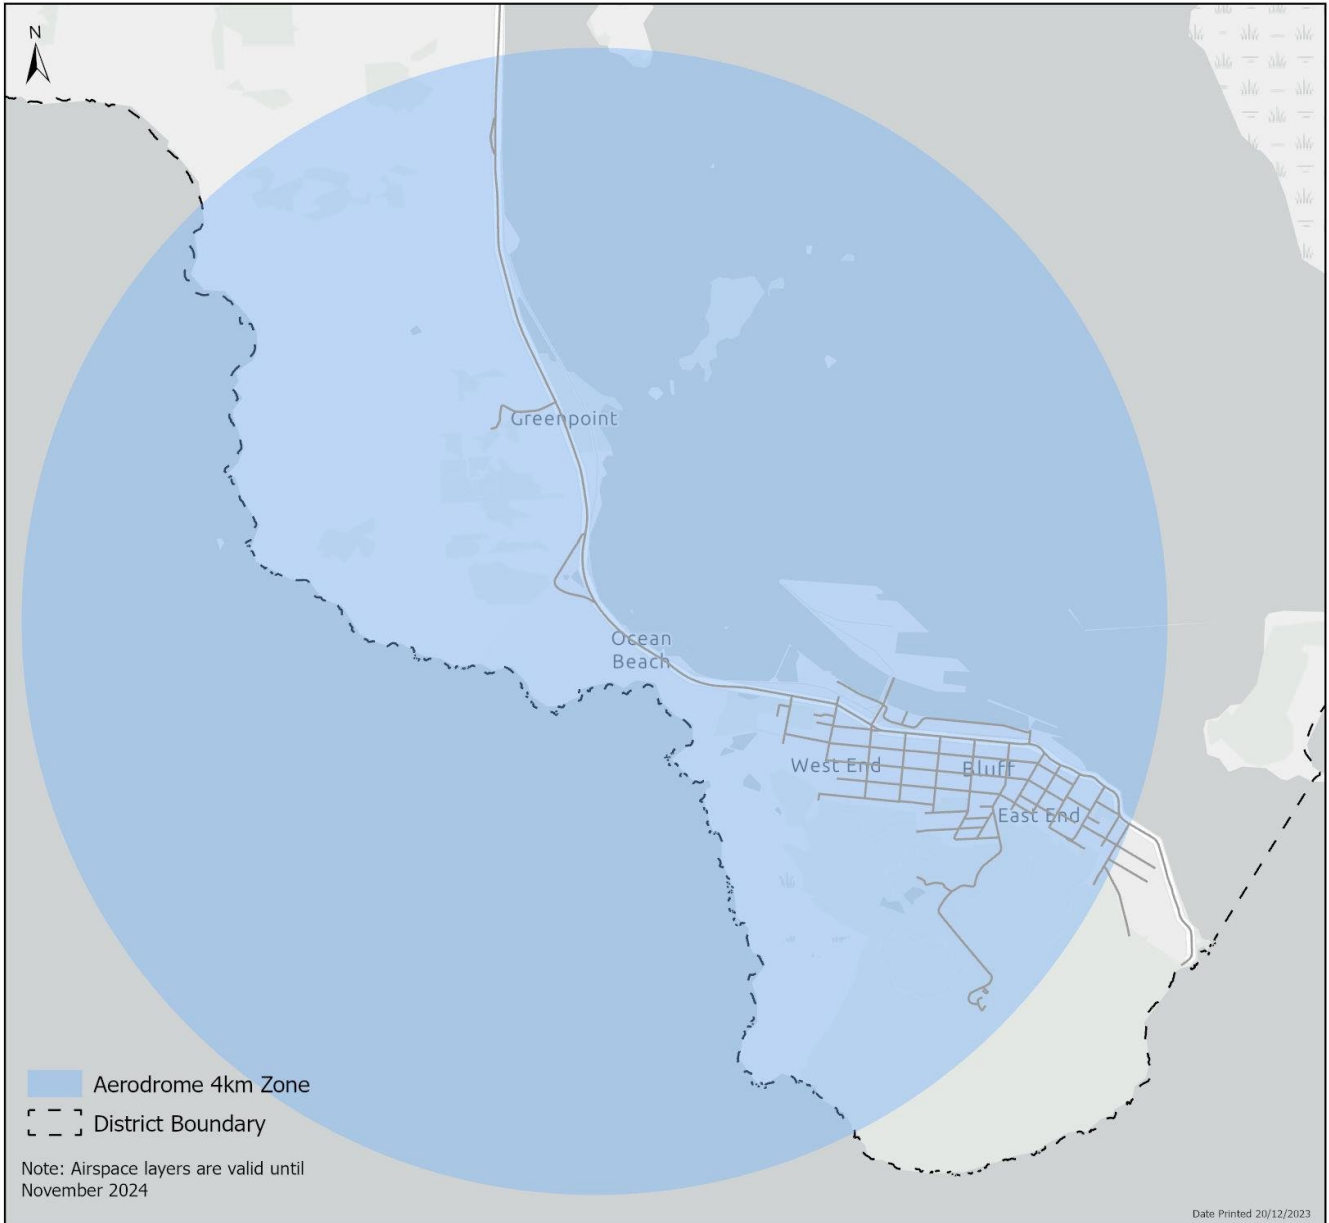 N
Greenpoint
Ocean
Beach
West End
Bluff
East End
Aerodrome 4km Zone
District Boundary
Note: Airspace layers are valid until
November 2024
Date Printed 20/12/2023